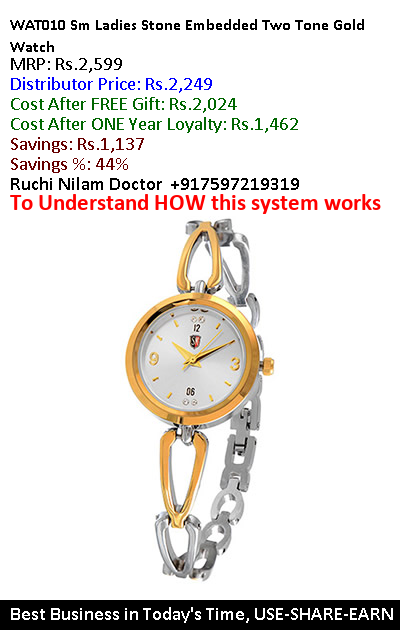 WAT010 Sm Ladies Stone Embedded Two Tone Gold
Watch
MRP: Rs.2,599
Distributor Price: Rs.2,249
Cost After FREE Gift: Rs.2,024
Cost After ONE Year Loyalty: Rs.1,462
Savings: Rs.1,137
Savings %: 44%
Ruchi Nilam Doctor +917597219319
To Understand HOW this system works
12
9 3
06
Best Business in Today's Time, USE-SHARE-EARN